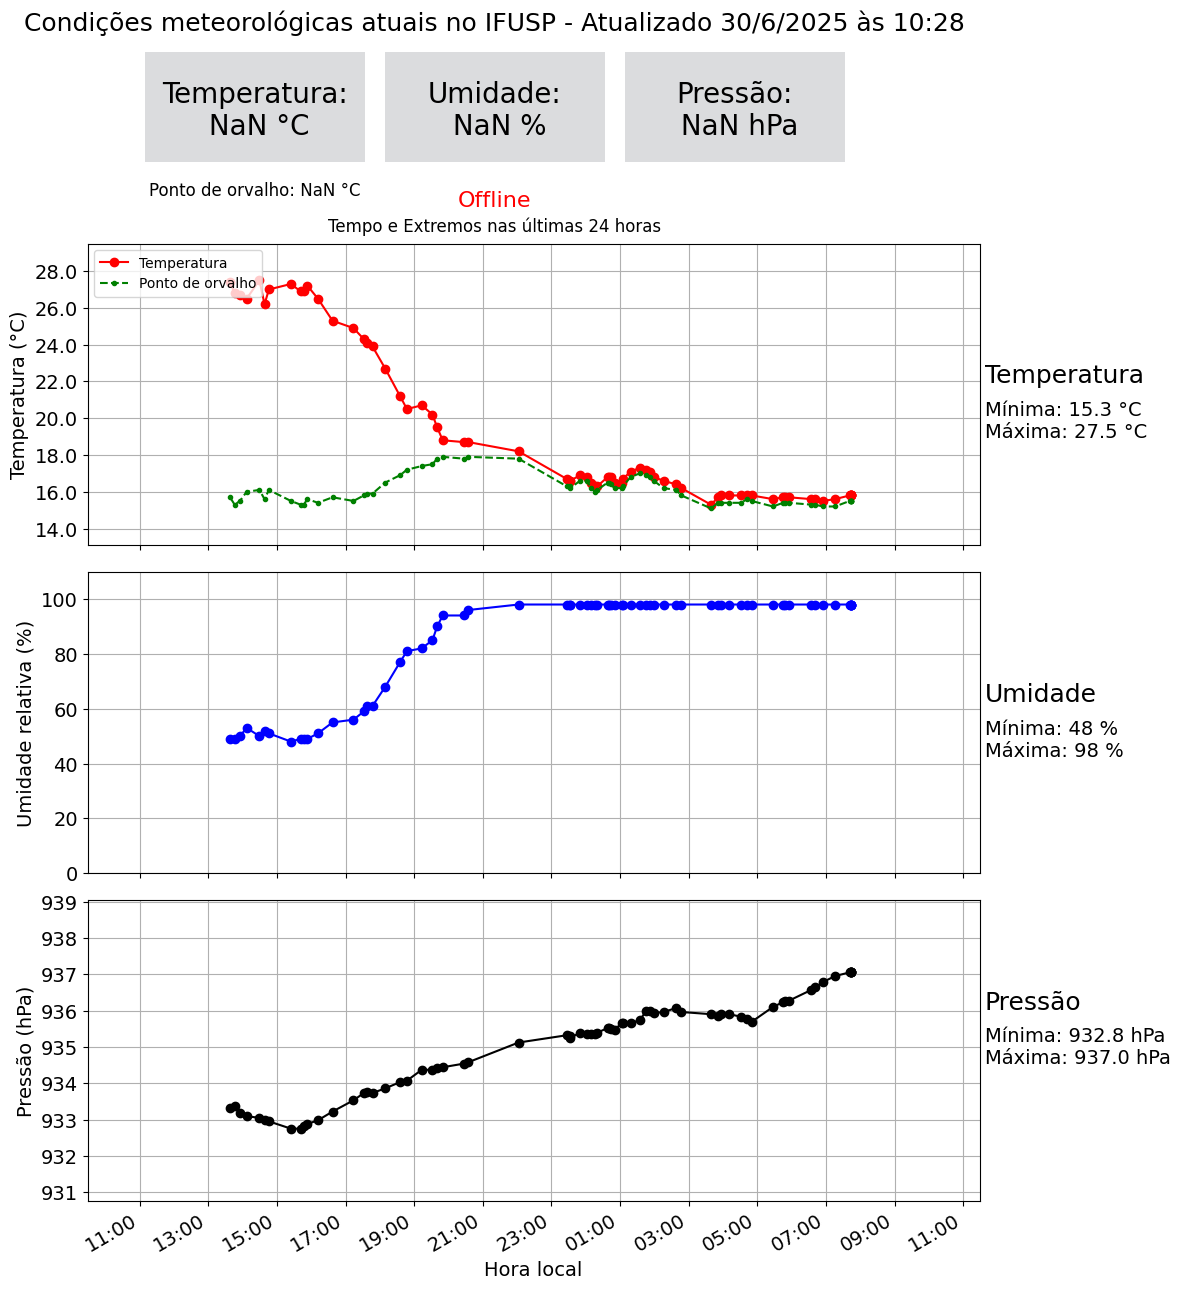 Condições meteorológicas atuais no IFUSP - Atualizado 30/6/2025 às 10:28
Temperatura:
NaN °C
Umidade:
NaN %
Pressão:
NaN hPa
Ponto de orvalho: NaN °C
Offline
Tempo e Extremos nas últimas 24 horas
Temperatura
Ponto de orvalho
Temperatura (°C)
28.0
26.0
24.0
22.0
20.0
18.0
16.0
14.0
Temperatura
Mínima: 15.3 °C
Máxima: 27.5 °C
Umidade relativa (%)
100
80
60
40
20
0
Umidade
Mínima: 48 %
Máxima: 98 %
Pressão (hPa)
939
938
937
936
935
934
933
932
931
Pressão
Mínima: 932.8 hPa
Máxima: 937.0 hPa
11:00
13:00
15:00
17:00
19:00
21:00
23:00
01:00
03:00
05:00
07:00
09:00
11:00
Hora local